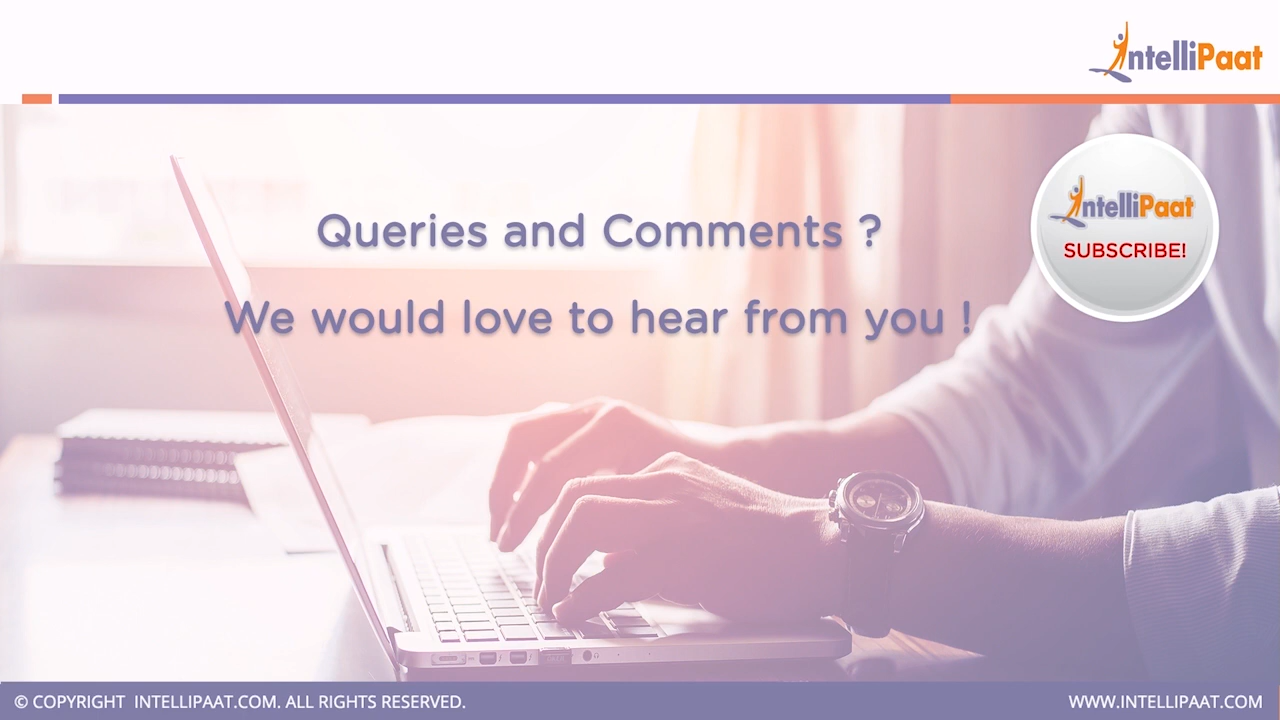 IntelliPaat
Queries and Comments ?
We would love to hear from you !
IntelliPaat
SUBSCRIBE!
© COPYRIGHT INTELLIPAAT.COM. ALL RIGHTS RESERVED.
WWW.INTELLIPAAT.COM